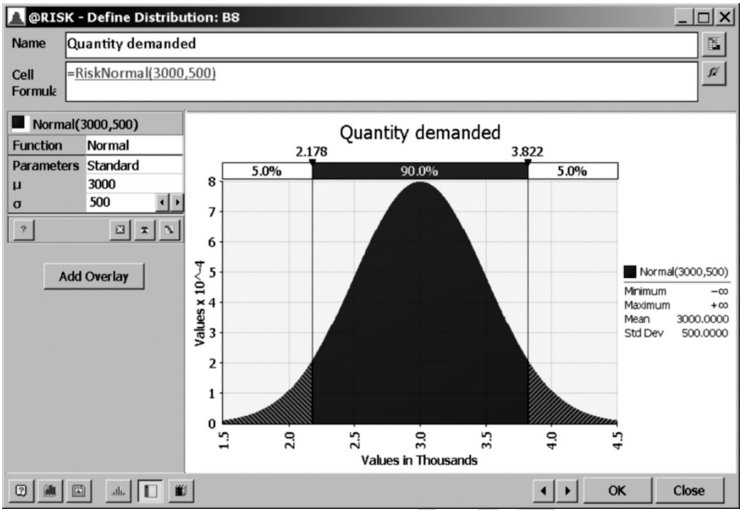 @RISK - Define Distribution: B8
Name Quantity demanded
Cell Formula =RiskNormal(3000,500)
Normal(3000,500)
Function Normal
Parameters Standard
μ 3000
σ 500
?
Add Overlay
Quantity demanded
2.178 3.822
5.0% 90.0% 5.0%
8
7
6
5
4
3
2
1
0
Values x 10^-4
1.5 2.0 2.5 3.0 3.5 4.0 4.5
Values in Thousands
Normal(3000,500)
Minimum −∞
Maximum +∞
Mean 3000.0000
Std Dev 500.0000
?
OK Close